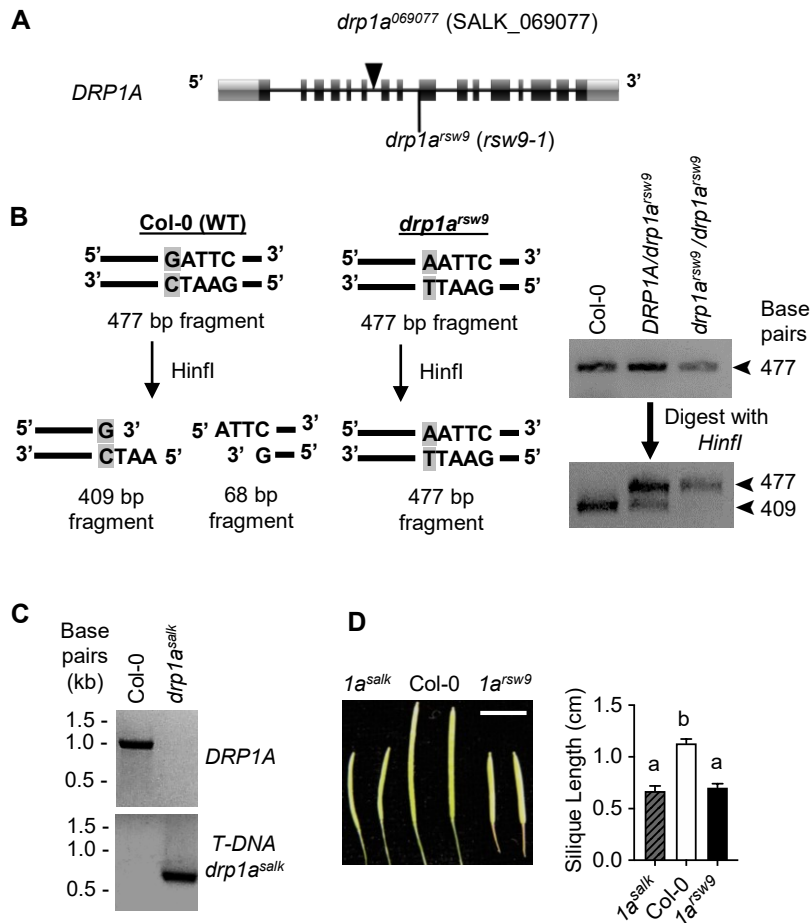 A
drp1a069077 (SALK_069077)
DRP1A
5’
3’
drp1arsw9 (rsw9-1)
B
Col-0 (WT)
5’ GATTC 3’
3’ CTAAG 5’
477 bp fragment
HinfI
5’ G 3’
3’ CTAA 5’
409 bp
fragment
5’ ATTC 3’
3’ G 5’
68 bp
fragment
drp1arsw9
5’ AATTC 3’
3’ TTAAG 5’
477 bp fragment
HinfI
5’ AATTC 3’
3’ TTAAG 5’
477 bp
fragment
Col-0
DRP1A/drp1arsw9
drp1arsw9/drp1arsw9
Base
pairs
477
Digest with
HinfI
477
409
C
Base
pairs
(kb)
Col-0
drp1asalk
1.5 -
1.0 -
0.5 -
DRP1A
1.5 -
1.0 -
0.5 -
T-DNA
drp1asalk
D
1asalk Col-0 1arsw9
Silique Length (cm)
1.5
1.0
0.5
0.0
a
b
a
1asalk
Col-0
1arsw9